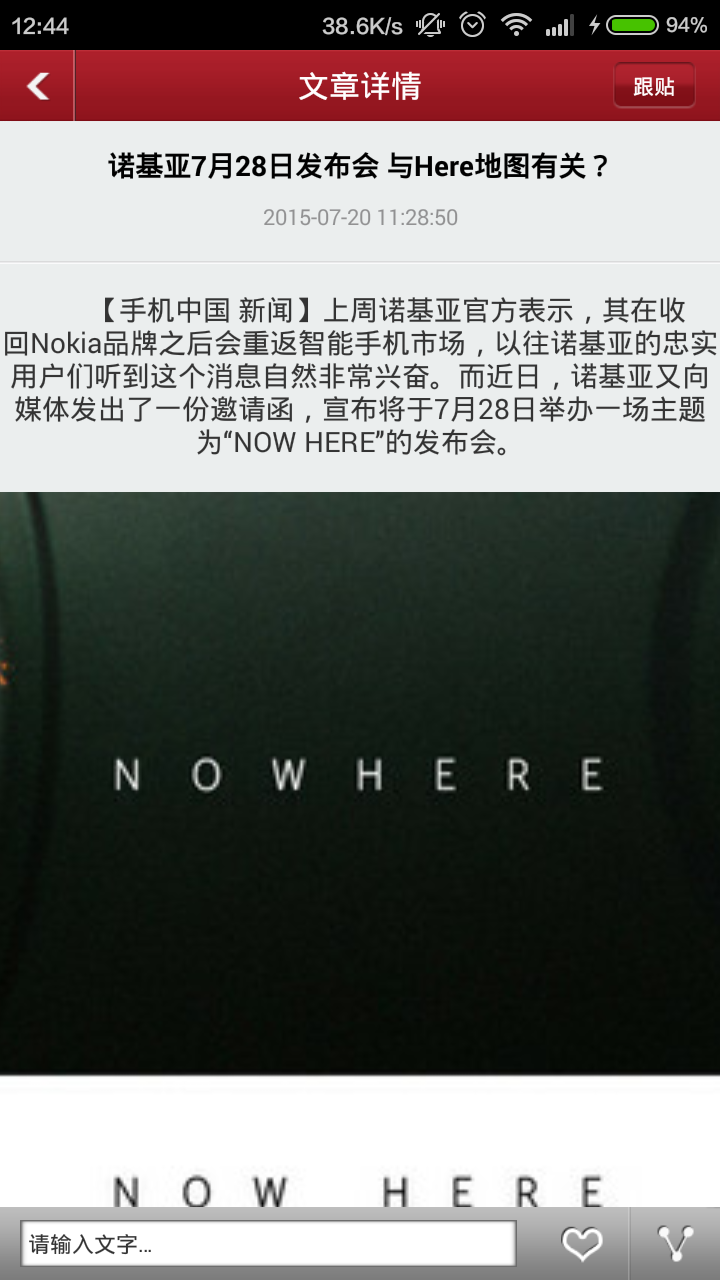 12:44 38.6K/s 94%
文章详情 跟贴
诺基亚7月28日发布会 与Here地图有关？
2015-07-20 11:28:50
【手机中国 新闻】上周诺基亚官方表示，其在收
回Nokia品牌之后会重返智能手机市场，以往诺基亚的忠实
用户们听到这个消息自然非常兴奋。而近日，诺基亚又向
媒体发出了一份邀请函，宣布将于7月28日举办一场主题
为“NOW HERE”的发布会。
N O W H E R E
N O W  H E R E
请输入文字...